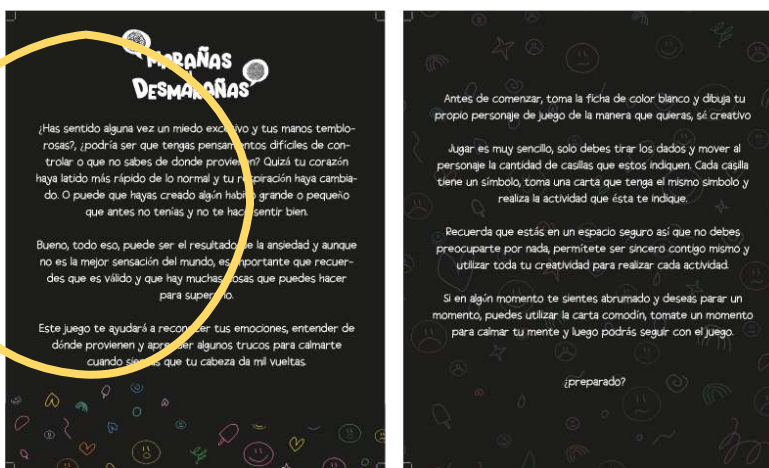 Marañas
Desmarañas
¿Has sentido alguna vez un miedo excesivo y tus manos temblo-
rosas?, ¿podría ser que tengas pensamientos difíciles de con-
trolar o que no sabes de donde provienen? Quizá tu corazón
haya latido más rápido de lo normal y tu respiración haya cambia-
do. O puede que hayas creado algún habito grande o pequeño
que antes no tenías y no te hace sentir bien.
Bueno, todo eso, puede ser el resultado de la ansiedad y aunque
no es la mejor sensación del mundo, es importante que recuer-
des que es válido y que hay muchas cosas que puedes hacer
para superarlo.
Este juego te ayudará a reconocer tus emociones, entender de
dónde provienen y aprender algunos trucos para calmarte
cuando sientas que tu cabeza da mil vueltas.
Antes de comenzar, toma la ficha de color blanco y dibuja tu
propio personaje de juego de la manera que quieras, sé creativo
Jugar es muy sencillo, solo debes tirar los dados y mover al
personaje la cantidad de casillas que estos indiquen. Cada casilla
tiene un símbolo, toma una carta que tenga el mismo símbolo y
realiza la actividad que ésta te indique.
Recuerda que estás en un espacio seguro así que no debes
preocuparte por nada, permítete ser sincero contigo mismo y
utilizar toda tu creatividad para realizar cada actividad.
Si en algún momento te sientes abrumado y deseas parar un
momento, puedes utilizar la carta comodín, tomate un momento
para calmar tu mente y luego podrás seguir con el juego.
¿preparado?